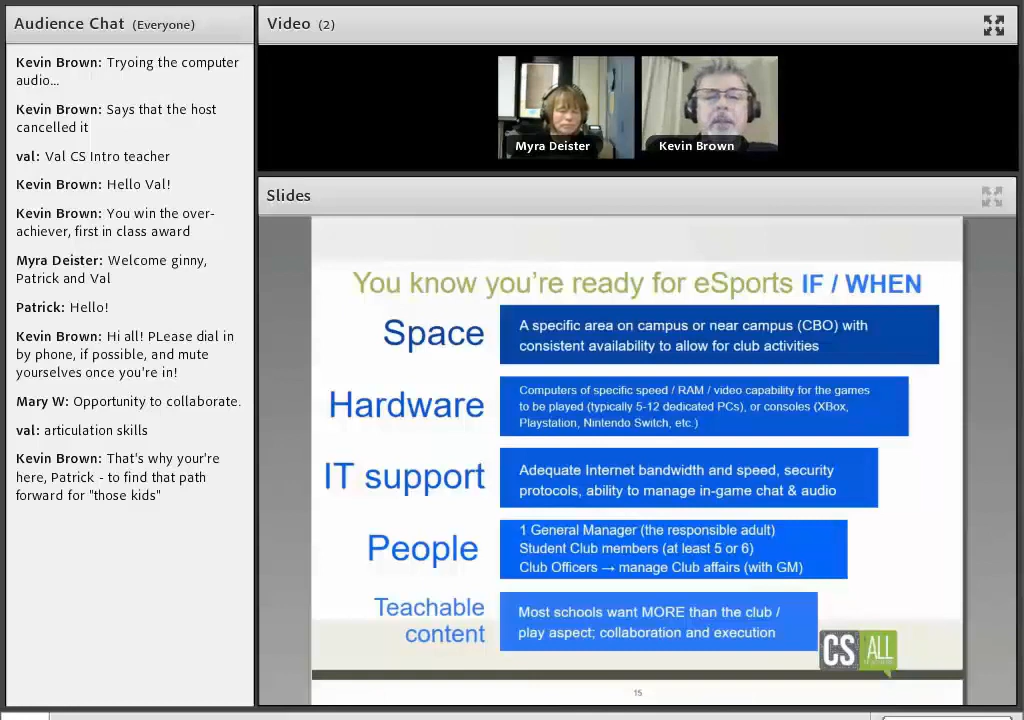 Audience Chat (Everyone)
Kevin Brown: Tryoing the computer
audio...
Kevin Brown: Says that the host
cancelled it
val: Val CS Intro teacher
Kevin Brown: Hello Val!
Kevin Brown: You win the over-
achiever, first in class award
Myra Deister: Welcome ginny,
Patrick and Val
Patrick: Hello!
Kevin Brown: Hi all! PLease dial in
by phone, if possible, and mute
yourselves once you're in!
Mary W: Opportunity to collaborate.
val: articulation skills
Kevin Brown: That's why your're
here, Patrick - to find that path
forward for "those kids"
Video (2)
Myra Deister
Kevin Brown
Slides
You know you're ready for eSports IF / WHEN
Space
A specific area on campus or near campus (CBO) with
consistent availability to allow for club activities
Hardware
Computers of specific speed / RAM / video capability for the games
to be played (typically 5-12 dedicated PCs), or consoles (XBox,
Playstation, Nintendo Switch, etc.)
IT support
Adequate Internet bandwidth and speed, security
protocols, ability to manage in-game chat & audio
People
1 General Manager (the responsible adult)
Student Club members (at least 5 or 6)
Club Officers → manage Club affairs (with GM)
Teachable
content
Most schools want MORE than the club /
play aspect; collaboration and execution
CS ALL
15